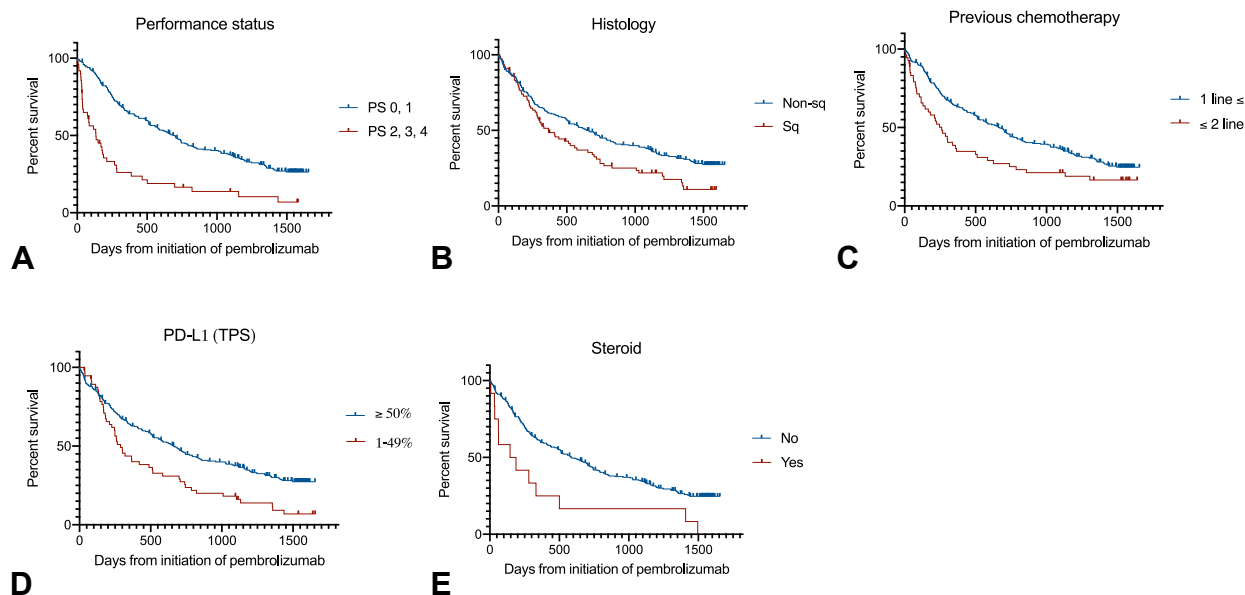 Performance status
100
50
0
0 500 1000 1500
Percent survival
Days from initiation of pembrolizumab
PS 0, 1
PS 2, 3, 4
A
Histology
100
50
0
0 500 1000 1500
Percent survival
Days from initiation of pembrolizumab
Non-sq
Sq
B
Previous chemotherapy
100
50
0
0 500 1000 1500
Percent survival
Days from initiation of pembrolizumab
1 line ≤
≤ 2 line
C
PD-L1 (TPS)
100
50
0
0 500 1000 1500
Percent survival
Days from initiation of pembrolizumab
≥ 50%
1-49%
D
Steroid
100
50
0
0 500 1000 1500
Percent survival
Days from initiation of pembrolizumab
No
Yes
E